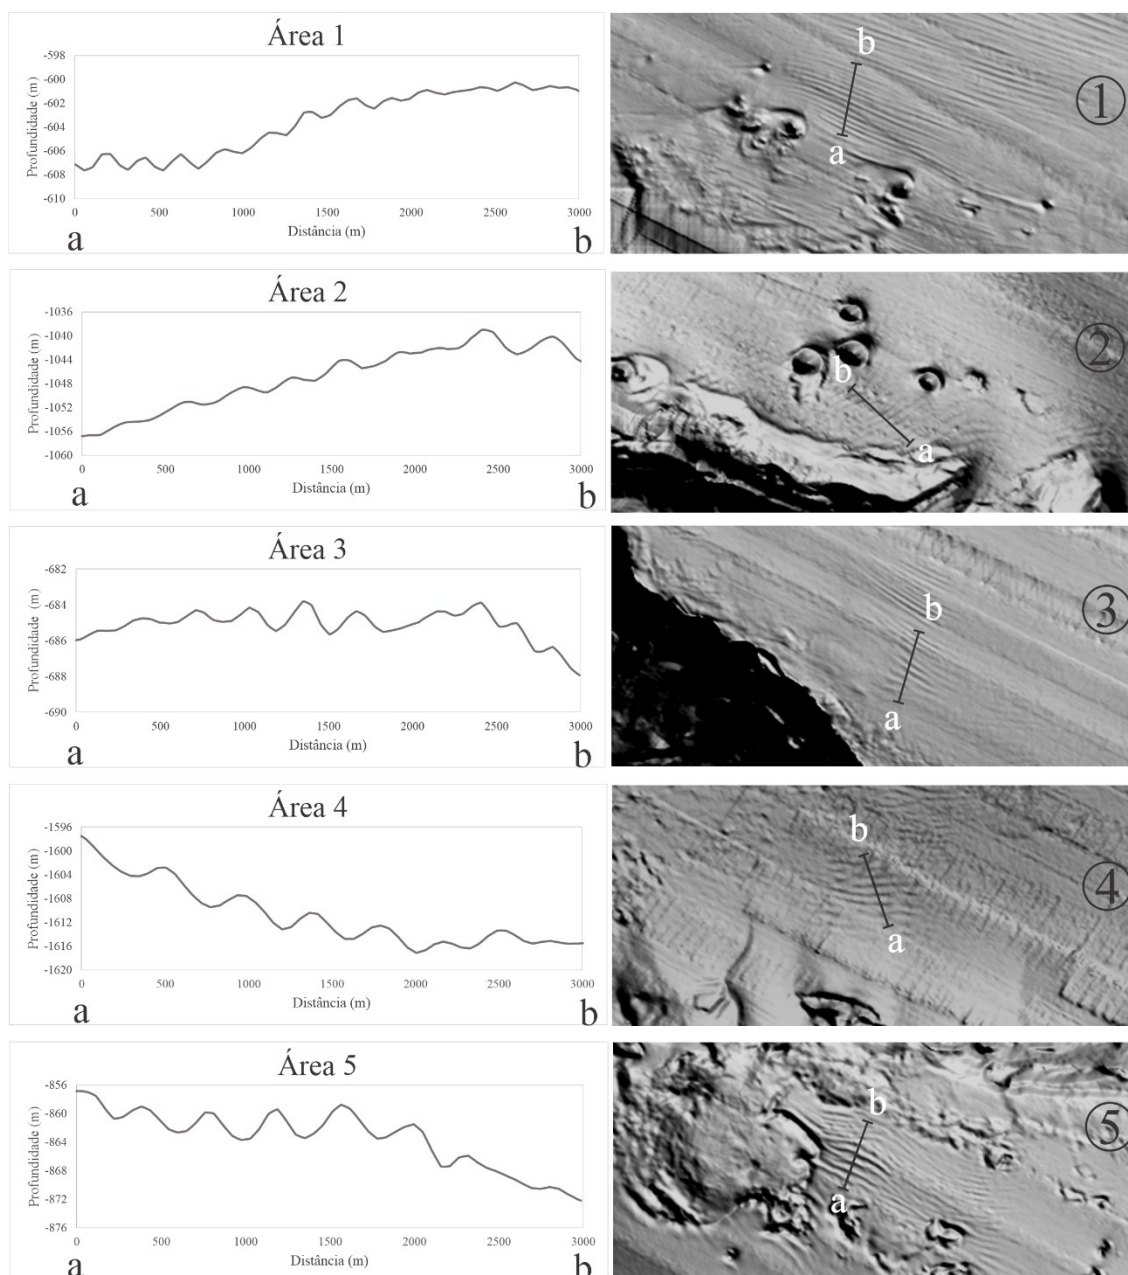 Área 1
Profundidade (m)
-598
-600
-602
-604
-606
-608
-610
0
500
1000
1500
2000
2500
3000
Distância (m)
a
b
b
a
1
Área 2
Profundidade (m)
-1036
-1040
-1044
-1048
-1052
-1056
-1060
0
500
1000
1500
2000
2500
3000
Distância (m)
a
b
b
a
2
Área 3
Profundidade (m)
-682
-684
-686
-688
-690
0
500
1000
1500
2000
2500
3000
Distância (m)
a
b
b
a
3
Área 4
Profundidade (m)
-1596
-1600
-1604
-1608
-1612
-1616
-1620
0
500
1000
1500
2000
2500
3000
Distância (m)
a
b
b
a
4
Área 5
Profundidade (m)
-856
-860
-864
-868
-872
-876
0
500
1000
1500
2000
2500
3000
Distância (m)
a
b
b
a
5